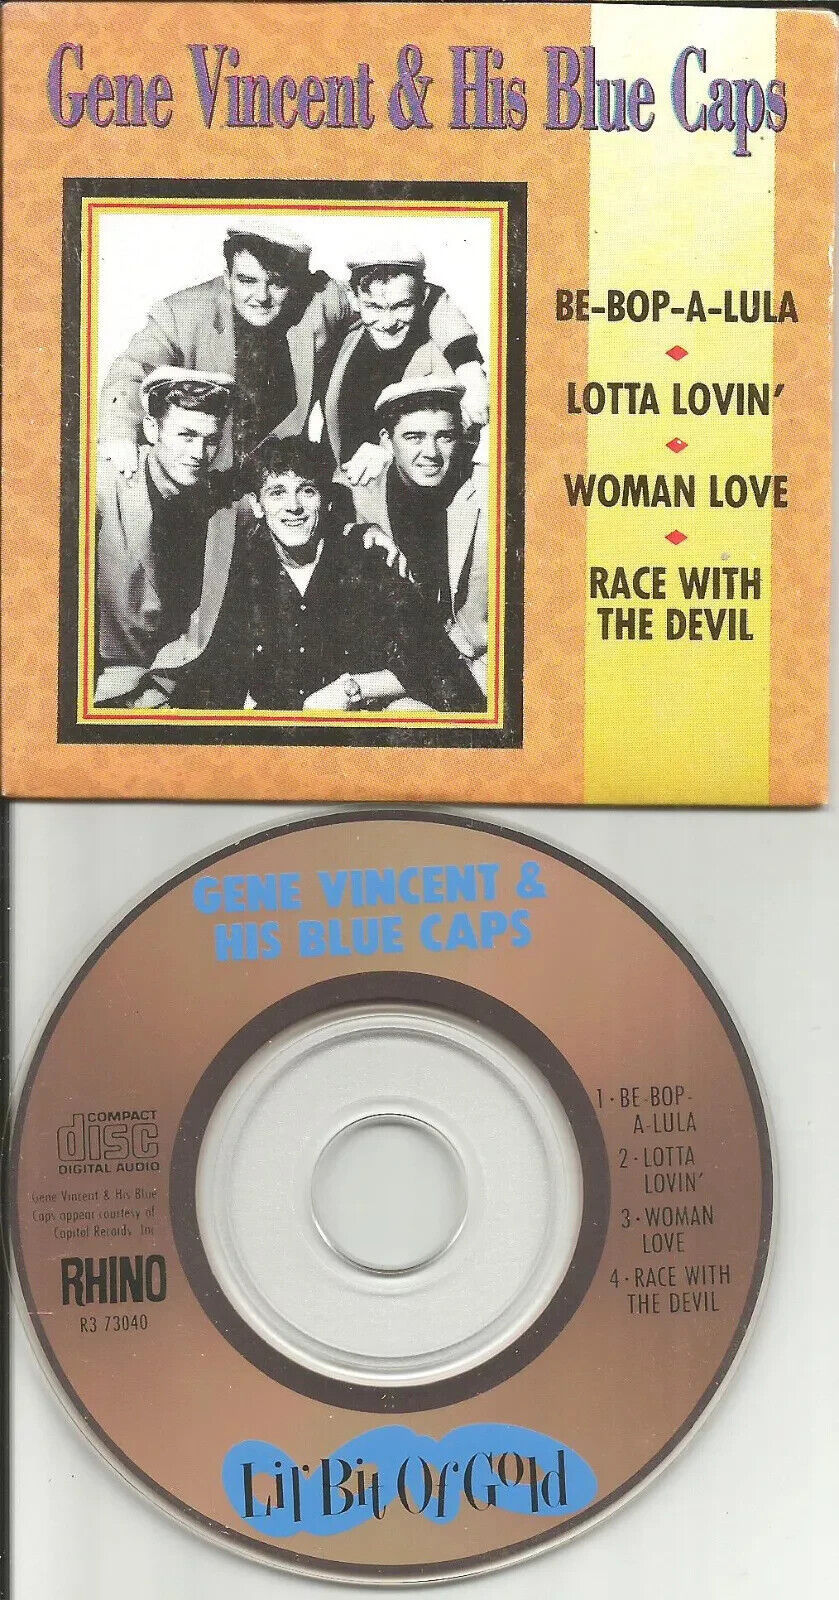 Gene Vincent & His Blue Caps
BE-BOP-A-LULA
LOTTA LOVIN'
WOMAN LOVE
RACE WITH
THE DEVIL
GENE VINCENT &
HIS BLUE CAPS
COMPACT
disc
DIGITAL AUDIO
Gene Vincent & His Blue
Caps appear courtesy of
Capitol Records, Inc
RHINO
R3 73040
1·BE-BOP-
A-LULA
2·LOTTA
LOVIN'
3·WOMAN
LOVE
4·RACE WITH
THE DEVIL
Lil' Bit Of Gold